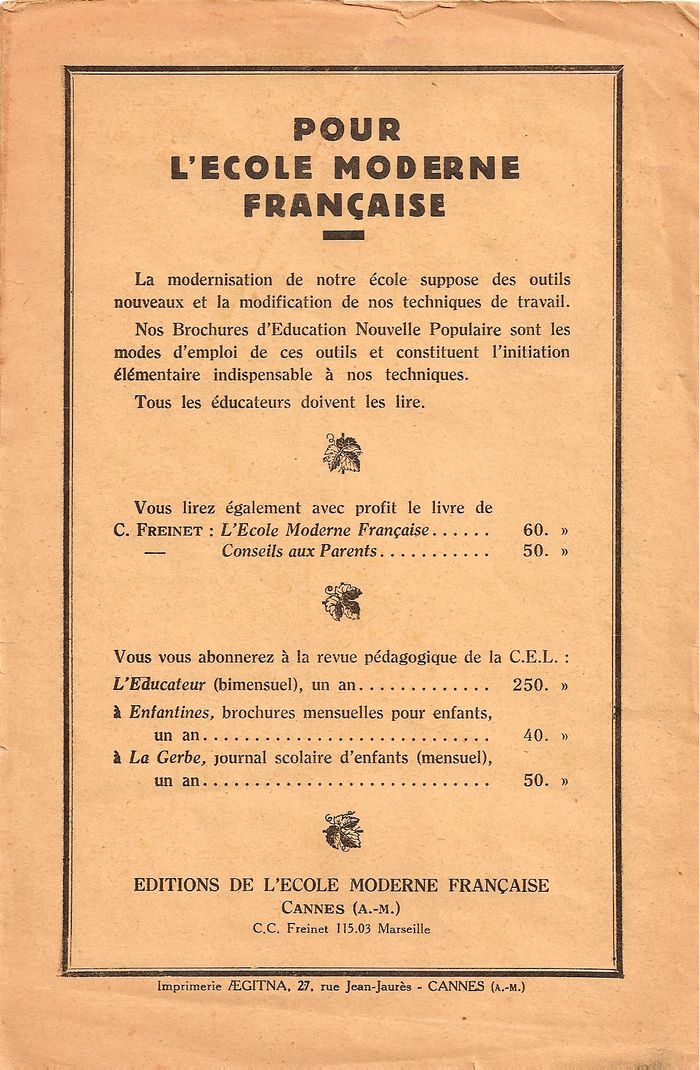 POUR
L'ECOLE MODERNE
FRANÇAISE
La modernisation de notre école suppose des outils
nouveaux et la modification de nos techniques de travail.
Nos Brochures d'Education Nouvelle Populaire sont les
modes d'emploi de ces outils et constituent l'initiation
élémentaire indispensable à nos techniques.
Tous les éducateurs doivent les lire.
Vous lirez également avec profit le livre de
C. FREINET : L'Ecole Moderne Française...... 60. »
— Conseils aux Parents........... 50. »
Vous vous abonnerez à la revue pédagogique de la C.E.L. :
L'Educateur (bimensuel), un an............. 250. »
à Enfantines, brochures mensuelles pour enfants,
un an............................ 40. »
à La Gerbe, journal scolaire d'enfants (mensuel),
un an............................ 50. »
EDITIONS DE L'ECOLE MODERNE FRANÇAISE
CANNES (A.-M.)
C.C. Freinet 115.03 Marseille
Imprimerie ÆGITNA, 27, rue Jean-Jaurès - CANNES (A.-M.)